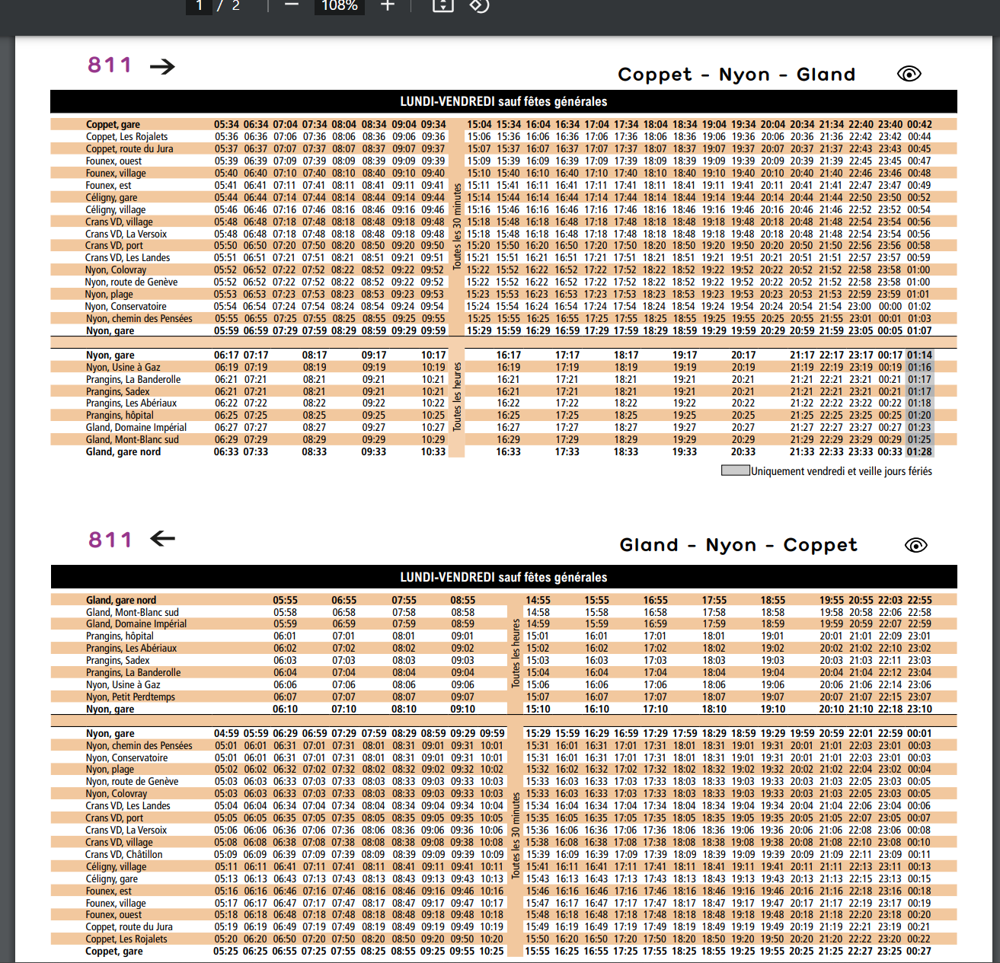 1 / 2 108%
811
Coppet - Nyon - Gland
LUNDI-VENDREDI sauf fêtes générales
Coppet, gare 05:34 06:34 07:04 07:34 08:04 08:34 09:04 09:34 15:04 15:34 16:04 16:34 17:04 17:34 18:04 18:34 19:04 19:34 20:04 20:34 21:34 22:40 23:40 00:42
Coppet, Les Rojalets 05:36 06:36 07:06 07:36 08:06 08:36 09:06 09:36 15:06 15:36 16:06 16:36 17:06 17:36 18:06 18:36 19:06 19:36 20:06 20:36 21:36 22:42 23:42 00:44
Coppet, route du Jura 05:37 06:37 07:07 07:37 08:07 08:37 09:07 09:37 15:07 15:37 16:07 16:37 17:07 17:37 18:07 18:37 19:07 19:37 20:07 20:37 21:37 22:43 23:43 00:45
Founex, ouest 05:39 06:39 07:09 07:39 08:09 08:39 09:09 09:39 15:09 15:39 16:09 16:39 17:09 17:39 18:09 18:39 19:09 19:39 20:09 20:39 21:39 22:45 23:45 00:47
Founex, village 05:40 06:40 07:10 07:40 08:10 08:40 09:10 09:40 15:10 15:40 16:10 16:40 17:10 17:40 18:10 18:40 19:10 19:40 20:10 20:40 21:40 22:46 23:46 00:48
Founex, est 05:41 06:41 07:11 07:41 08:11 08:41 09:11 09:41 15:11 15:41 16:11 16:41 17:11 17:41 18:11 18:41 19:11 19:41 20:11 20:41 21:41 22:47 23:47 00:49
Céligny, gare 05:44 06:44 07:14 07:44 08:14 08:44 09:14 09:44 15:14 15:44 16:14 16:44 17:14 17:44 18:14 18:44 19:14 19:44 20:14 20:44 21:44 22:50 23:50 00:52
Céligny, village 05:46 06:46 07:16 07:46 08:16 08:46 09:16 09:46 15:16 15:46 16:16 16:46 17:16 17:46 18:16 18:46 19:16 19:46 20:16 20:46 21:46 22:52 23:52 00:54
Crans VD, village 05:48 06:48 07:18 07:48 08:18 08:48 09:18 09:48 15:18 15:48 16:18 16:48 17:18 17:48 18:18 18:48 19:18 19:48 20:18 20:48 21:48 22:54 23:54 00:56
Crans VD, La Versoix 05:48 06:48 07:18 07:48 08:18 08:48 09:18 09:48 15:18 15:48 16:18 16:48 17:18 17:48 18:18 18:48 19:18 19:48 20:18 20:48 21:48 22:54 23:54 00:56
Crans VD, port 05:50 06:50 07:20 07:50 08:20 08:50 09:20 09:50 15:20 15:50 16:20 16:50 17:20 17:50 18:20 18:50 19:20 19:50 20:20 20:50 21:50 22:56 23:56 00:58
Crans VD, Les Landes 05:51 06:51 07:21 07:51 08:21 08:51 09:21 09:51 15:21 15:51 16:21 16:51 17:21 17:51 18:21 18:51 19:21 19:51 20:21 20:51 21:51 22:57 23:57 00:59
Nyon, Colovray 05:52 06:52 07:22 07:52 08:22 08:52 09:22 09:52 15:22 15:52 16:22 16:52 17:22 17:52 18:22 18:52 19:22 19:52 20:22 20:52 21:52 22:58 23:58 01:00
Nyon, route de Genève 05:52 06:52 07:22 07:52 08:22 08:52 09:22 09:52 15:22 15:52 16:22 16:52 17:22 17:52 18:22 18:52 19:22 19:52 20:22 20:52 21:52 22:58 23:58 01:00
Nyon, plage 05:53 06:53 07:23 07:53 08:23 08:53 09:23 09:53 15:23 15:53 16:23 16:53 17:23 17:53 18:23 18:53 19:23 19:53 20:23 20:53 21:53 22:59 23:59 01:01
Nyon, Conservatoire 05:54 06:54 07:24 07:54 08:24 08:54 09:24 09:54 15:24 15:54 16:24 16:54 17:24 17:54 18:24 18:54 19:24 19:54 20:24 20:54 21:54 23:00 00:00 01:02
Nyon, chemin des Pensées 05:55 06:55 07:25 07:55 08:25 08:55 09:25 09:55 15:25 15:55 16:25 16:55 17:25 17:55 18:25 18:55 19:25 19:55 20:25 20:55 21:55 23:01 00:01 01:03
Nyon, gare 05:59 06:59 07:29 07:59 08:29 08:59 09:29 09:59 15:29 15:59 16:29 16:59 17:29 17:59 18:29 18:59 19:29 19:59 20:29 20:59 21:59 23:05 00:05 01:07
Toutes les 30 minutes
Nyon, gare 06:17 07:17 08:17 09:17 10:17 16:17 17:17 18:17 19:17 20:17 21:17 22:17 23:17 00:17 01:14
Nyon, Usine à Gaz 06:19 07:19 08:19 09:19 10:19 16:19 17:19 18:19 19:19 20:19 21:19 22:19 23:19 00:19 01:16
Prangins, La Banderolle 06:21 07:21 08:21 09:21 10:21 16:21 17:21 18:21 19:21 20:21 21:21 22:21 23:21 00:21 01:17
Prangins, Sadex 06:21 07:21 08:21 09:21 10:21 16:21 17:21 18:21 19:21 20:21 21:21 22:21 23:21 00:21 01:17
Prangins, Les Abériaux 06:22 07:22 08:22 09:22 10:22 16:22 17:22 18:22 19:22 20:22 21:22 22:22 23:22 00:22 01:18
Prangins, hôpital 06:25 07:25 08:25 09:25 10:25 16:25 17:25 18:25 19:25 20:25 21:25 22:25 23:25 00:25 01:20
Gland, Domaine Impérial 06:27 07:27 08:27 09:27 10:27 16:27 17:27 18:27 19:27 20:27 21:27 22:27 23:27 00:27 01:23
Gland, Mont-Blanc sud 06:29 07:29 08:29 09:29 10:29 16:29 17:29 18:29 19:29 20:29 21:29 22:29 23:29 00:29 01:25
Gland, gare nord 06:33 07:33 08:33 09:33 10:33 16:33 17:33 18:33 19:33 20:33 21:33 22:33 23:33 00:33 01:28
Toutes les heures
Uniquement vendredi et veille jours fériés
811
Gland - Nyon - Coppet
LUNDI-VENDREDI sauf fêtes générales
Gland, gare nord 05:55 06:55 07:55 08:55 14:55 15:55 16:55 17:55 18:55 19:55 20:55 22:03 22:55
Gland, Mont-Blanc sud 05:58 06:58 07:58 08:58 14:58 15:58 16:58 17:58 18:58 19:58 20:58 22:06 22:58
Gland, Domaine Impérial 05:59 06:59 07:59 08:59 14:59 15:59 16:59 17:59 18:59 19:59 20:59 22:07 22:59
Prangins, hôpital 06:01 07:01 08:01 09:01 15:01 16:01 17:01 18:01 19:01 20:01 21:01 22:09 23:01
Prangins, Les Abériaux 06:02 07:02 08:02 09:02 15:02 16:02 17:02 18:02 19:02 20:02 21:02 22:10 23:02
Prangins, Sadex 06:03 07:03 08:03 09:03 15:03 16:03 17:03 18:03 19:03 20:03 21:03 22:11 23:03
Prangins, La Banderolle 06:04 07:04 08:04 09:04 15:04 16:04 17:04 18:04 19:04 20:04 21:04 22:12 23:04
Nyon, Usine à Gaz 06:06 07:06 08:06 09:06 15:06 16:06 17:06 18:06 19:06 20:06 21:06 22:14 23:06
Nyon, Petit Perdtemps 06:07 07:07 08:07 09:07 15:07 16:07 17:07 18:07 19:07 20:07 21:07 22:15 23:07
Nyon, gare 06:10 07:10 08:10 09:10 15:10 16:10 17:10 18:10 19:10 20:10 21:10 22:18 23:10
Toutes les heures
Nyon, gare 04:59 05:59 06:29 06:59 07:29 07:59 08:29 08:59 09:29 09:59 15:29 15:59 16:29 16:59 17:29 17:59 18:29 18:59 19:29 19:59 20:59 22:01 22:59 00:01
Nyon, chemin des Pensées 05:01 06:01 06:31 07:01 07:31 08:01 08:31 09:01 09:31 10:01 15:31 16:01 16:31 17:01 17:31 18:01 18:31 19:01 19:31 20:01 21:01 22:03 23:01 00:03
Nyon, Conservatoire 05:01 06:01 06:31 07:01 07:31 08:01 08:31 09:01 09:31 10:01 15:31 16:01 16:31 17:01 17:31 18:01 18:31 19:01 19:31 20:01 21:01 22:03 23:01 00:03
Nyon, plage 05:02 06:02 06:32 07:02 07:32 08:02 08:32 09:02 09:32 10:02 15:32 16:02 16:32 17:02 17:32 18:02 18:32 19:02 19:32 20:02 21:02 22:04 23:02 00:04
Nyon, route de Genève 05:03 06:03 06:33 07:03 07:33 08:03 08:33 09:03 09:33 10:03 15:33 16:03 16:33 17:03 17:33 18:03 18:33 19:03 19:33 20:03 21:03 22:05 23:03 00:05
Nyon, Colovray 05:03 06:03 06:33 07:03 07:33 08:03 08:33 09:03 09:33 10:03 15:33 16:03 16:33 17:03 17:33 18:03 18:33 19:03 19:33 20:03 21:03 22:05 23:03 00:05
Crans VD, Les Landes 05:04 06:04 06:34 07:04 07:34 08:04 08:34 09:04 09:34 10:04 15:34 16:04 16:34 17:04 17:34 18:04 18:34 19:04 19:34 20:04 21:04 22:06 23:04 00:06
Crans VD, port 05:05 06:05 06:35 07:05 07:35 08:05 08:35 09:05 09:35 10:05 15:35 16:05 16:35 17:05 17:35 18:05 18:35 19:05 19:35 20:05 21:05 22:07 23:05 00:07
Crans VD, La Versoix 05:06 06:06 06:36 07:06 07:36 08:06 08:36 09:06 09:36 10:06 15:36 16:06 16:36 17:06 17:36 18:06 18:36 19:06 19:36 20:06 21:06 22:08 23:06 00:08
Crans VD, village 05:08 06:08 06:38 07:08 07:38 08:08 08:38 09:08 09:38 10:08 15:38 16:08 16:38 17:08 17:38 18:08 18:38 19:08 19:38 20:08 21:08 22:10 23:08 00:10
Crans VD, Châtillon 05:09 06:09 06:39 07:09 07:39 08:09 08:39 09:09 09:39 10:09 15:39 16:09 16:39 17:09 17:39 18:09 18:39 19:09 19:39 20:09 21:09 22:11 23:09 00:11
Céligny, village 05:11 06:11 06:41 07:11 07:41 08:11 08:41 09:11 09:41 10:11 15:41 16:11 16:41 17:11 17:41 18:11 18:41 19:11 19:41 20:11 21:11 22:13 23:11 00:13
Céligny, gare 05:13 06:13 06:43 07:13 07:43 08:13 08:43 09:13 09:43 10:13 15:43 16:13 16:43 17:13 17:43 18:13 18:43 19:13 19:43 20:13 21:13 22:15 23:13 00:15
Founex, est 05:16 06:16 06:46 07:16 07:46 08:16 08:46 09:16 09:46 10:16 15:46 16:16 16:46 17:16 17:46 18:16 18:46 19:16 19:46 20:16 21:16 22:18 23:16 00:18
Founex, village 05:17 06:17 06:47 07:17 07:47 08:17 08:47 09:17 09:47 10:17 15:47 16:17 16:47 17:17 17:47 18:17 18:47 19:17 19:47 20:17 21:17 22:19 23:17 00:19
Founex, ouest 05:18 06:18 06:48 07:18 07:48 08:18 08:48 09:18 09:48 10:18 15:48 16:18 16:48 17:18 17:48 18:18 18:48 19:18 19:48 20:18 21:18 22:20 23:18 00:20
Coppet, route du Jura 05:19 06:19 06:49 07:19 07:49 08:19 08:49 09:19 09:49 10:19 15:49 16:19 16:49 17:19 17:49 18:19 18:49 19:19 19:49 20:19 21:19 22:21 23:19 00:21
Coppet, Les Rojalets 05:20 06:20 06:50 07:20 07:50 08:20 08:50 09:20 09:50 10:20 15:50 16:20 16:50 17:20 17:50 18:20 18:50 19:20 19:50 20:20 21:20 22:22 23:20 00:22
Coppet, gare 05:25 06:25 06:55 07:25 07:55 08:25 08:55 09:25 09:55 10:25 15:55 16:25 16:55 17:25 17:55 18:25 18:55 19:25 19:55 20:25 21:25 22:27 23:25 00:27
Toutes les 30 minutes